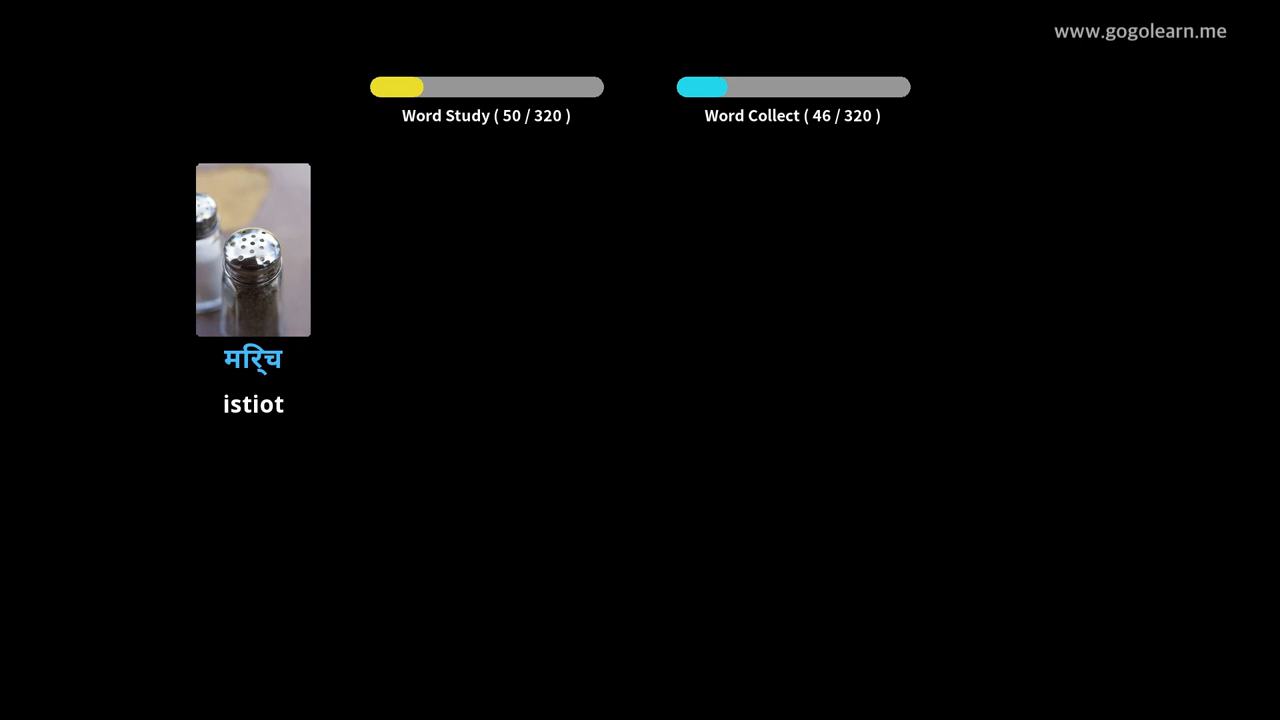 www.gogolearn.me
Word Study ( 50 / 320 )
Word Collect ( 46 / 320 )
मरि्च
istiot